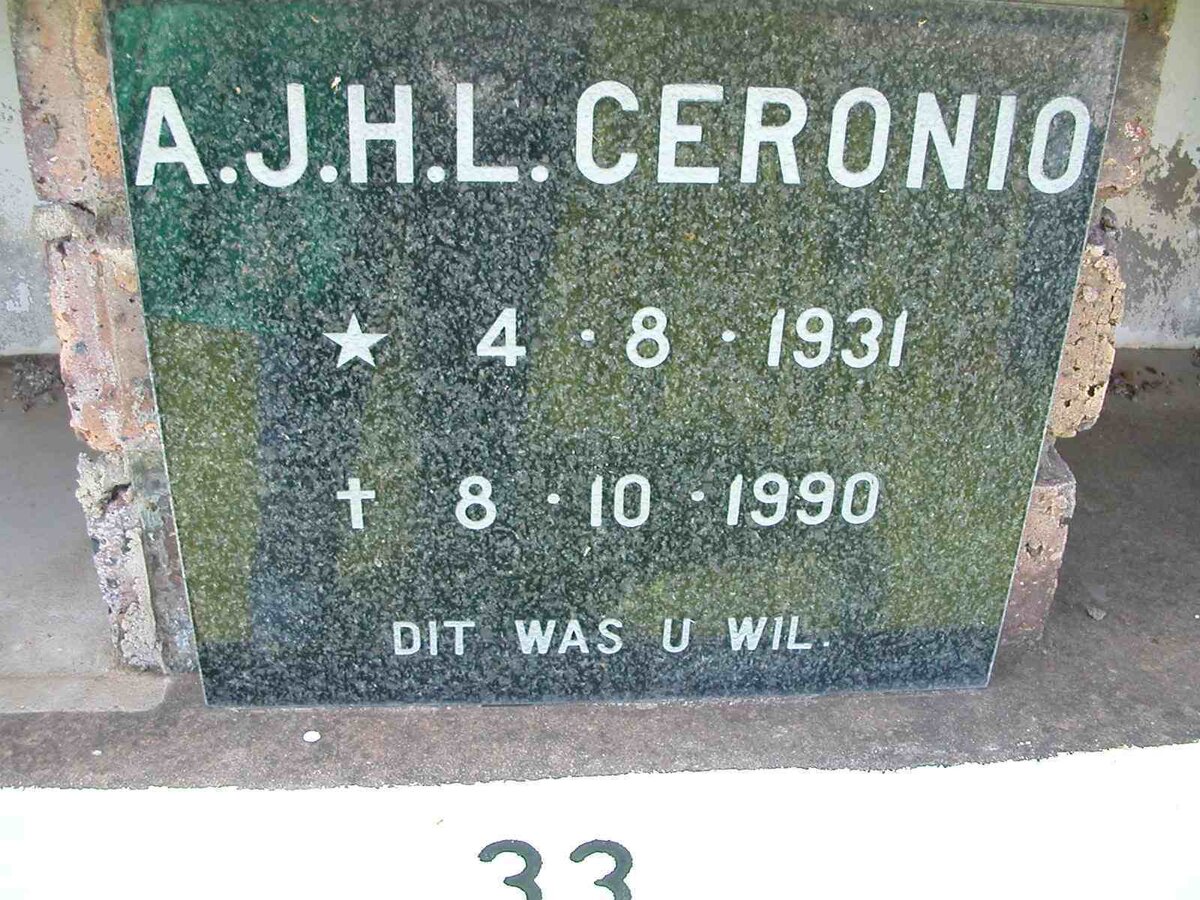 A.J.H.L. CERONIO
★ 4 · 8 · 1931
✝ 8 · 10 · 1990
DIT WAS U WIL.
33